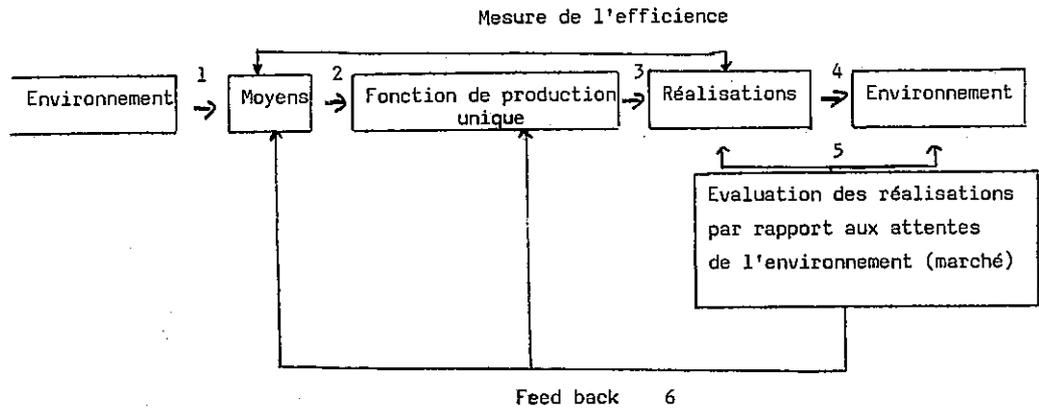 Mesure de l'efficience
1 2 3 4
Environnement Moyens Fonction de production Réalisations Environnement
unique
5
Evaluation des réalisations
par rapport aux attentes
de l'environnement (marché)
Feed back 6